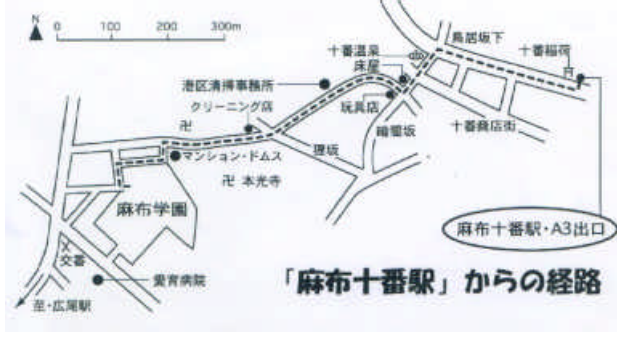 N
0 100 200 300m
鳥居坂下
十番温泉
十番稲荷
床屋
港区清掃事務所
玩具店
クリーニング店
暗闇坂
十番商店街
卍
マンション・ドムス
狸坂
卍 本光寺
麻布学園
麻布十番駅・A3出口
交番
愛育病院
「麻布十番駅」からの経路
至・広尾駅